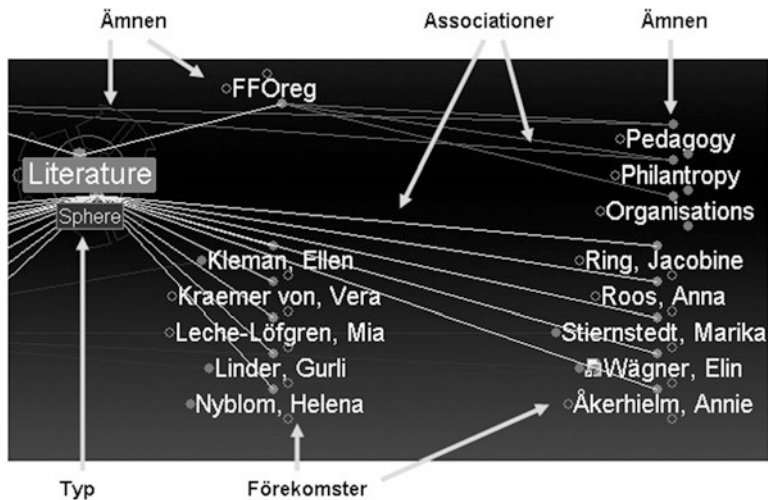 Ämnen Associationer Ämnen
FFÖreg
Pedagogy
Literature Philantropy
Sphere Organisations
Kleman, Ellen Ring, Jacobine
Kraemer von, Vera Roos, Anna
Leche-Löfgren, Mia Stiernstedt, Marika
Linder, Gurli Wägner, Elin
Nyblom, Helena Åkerhielm, Annie
Typ Förekomster